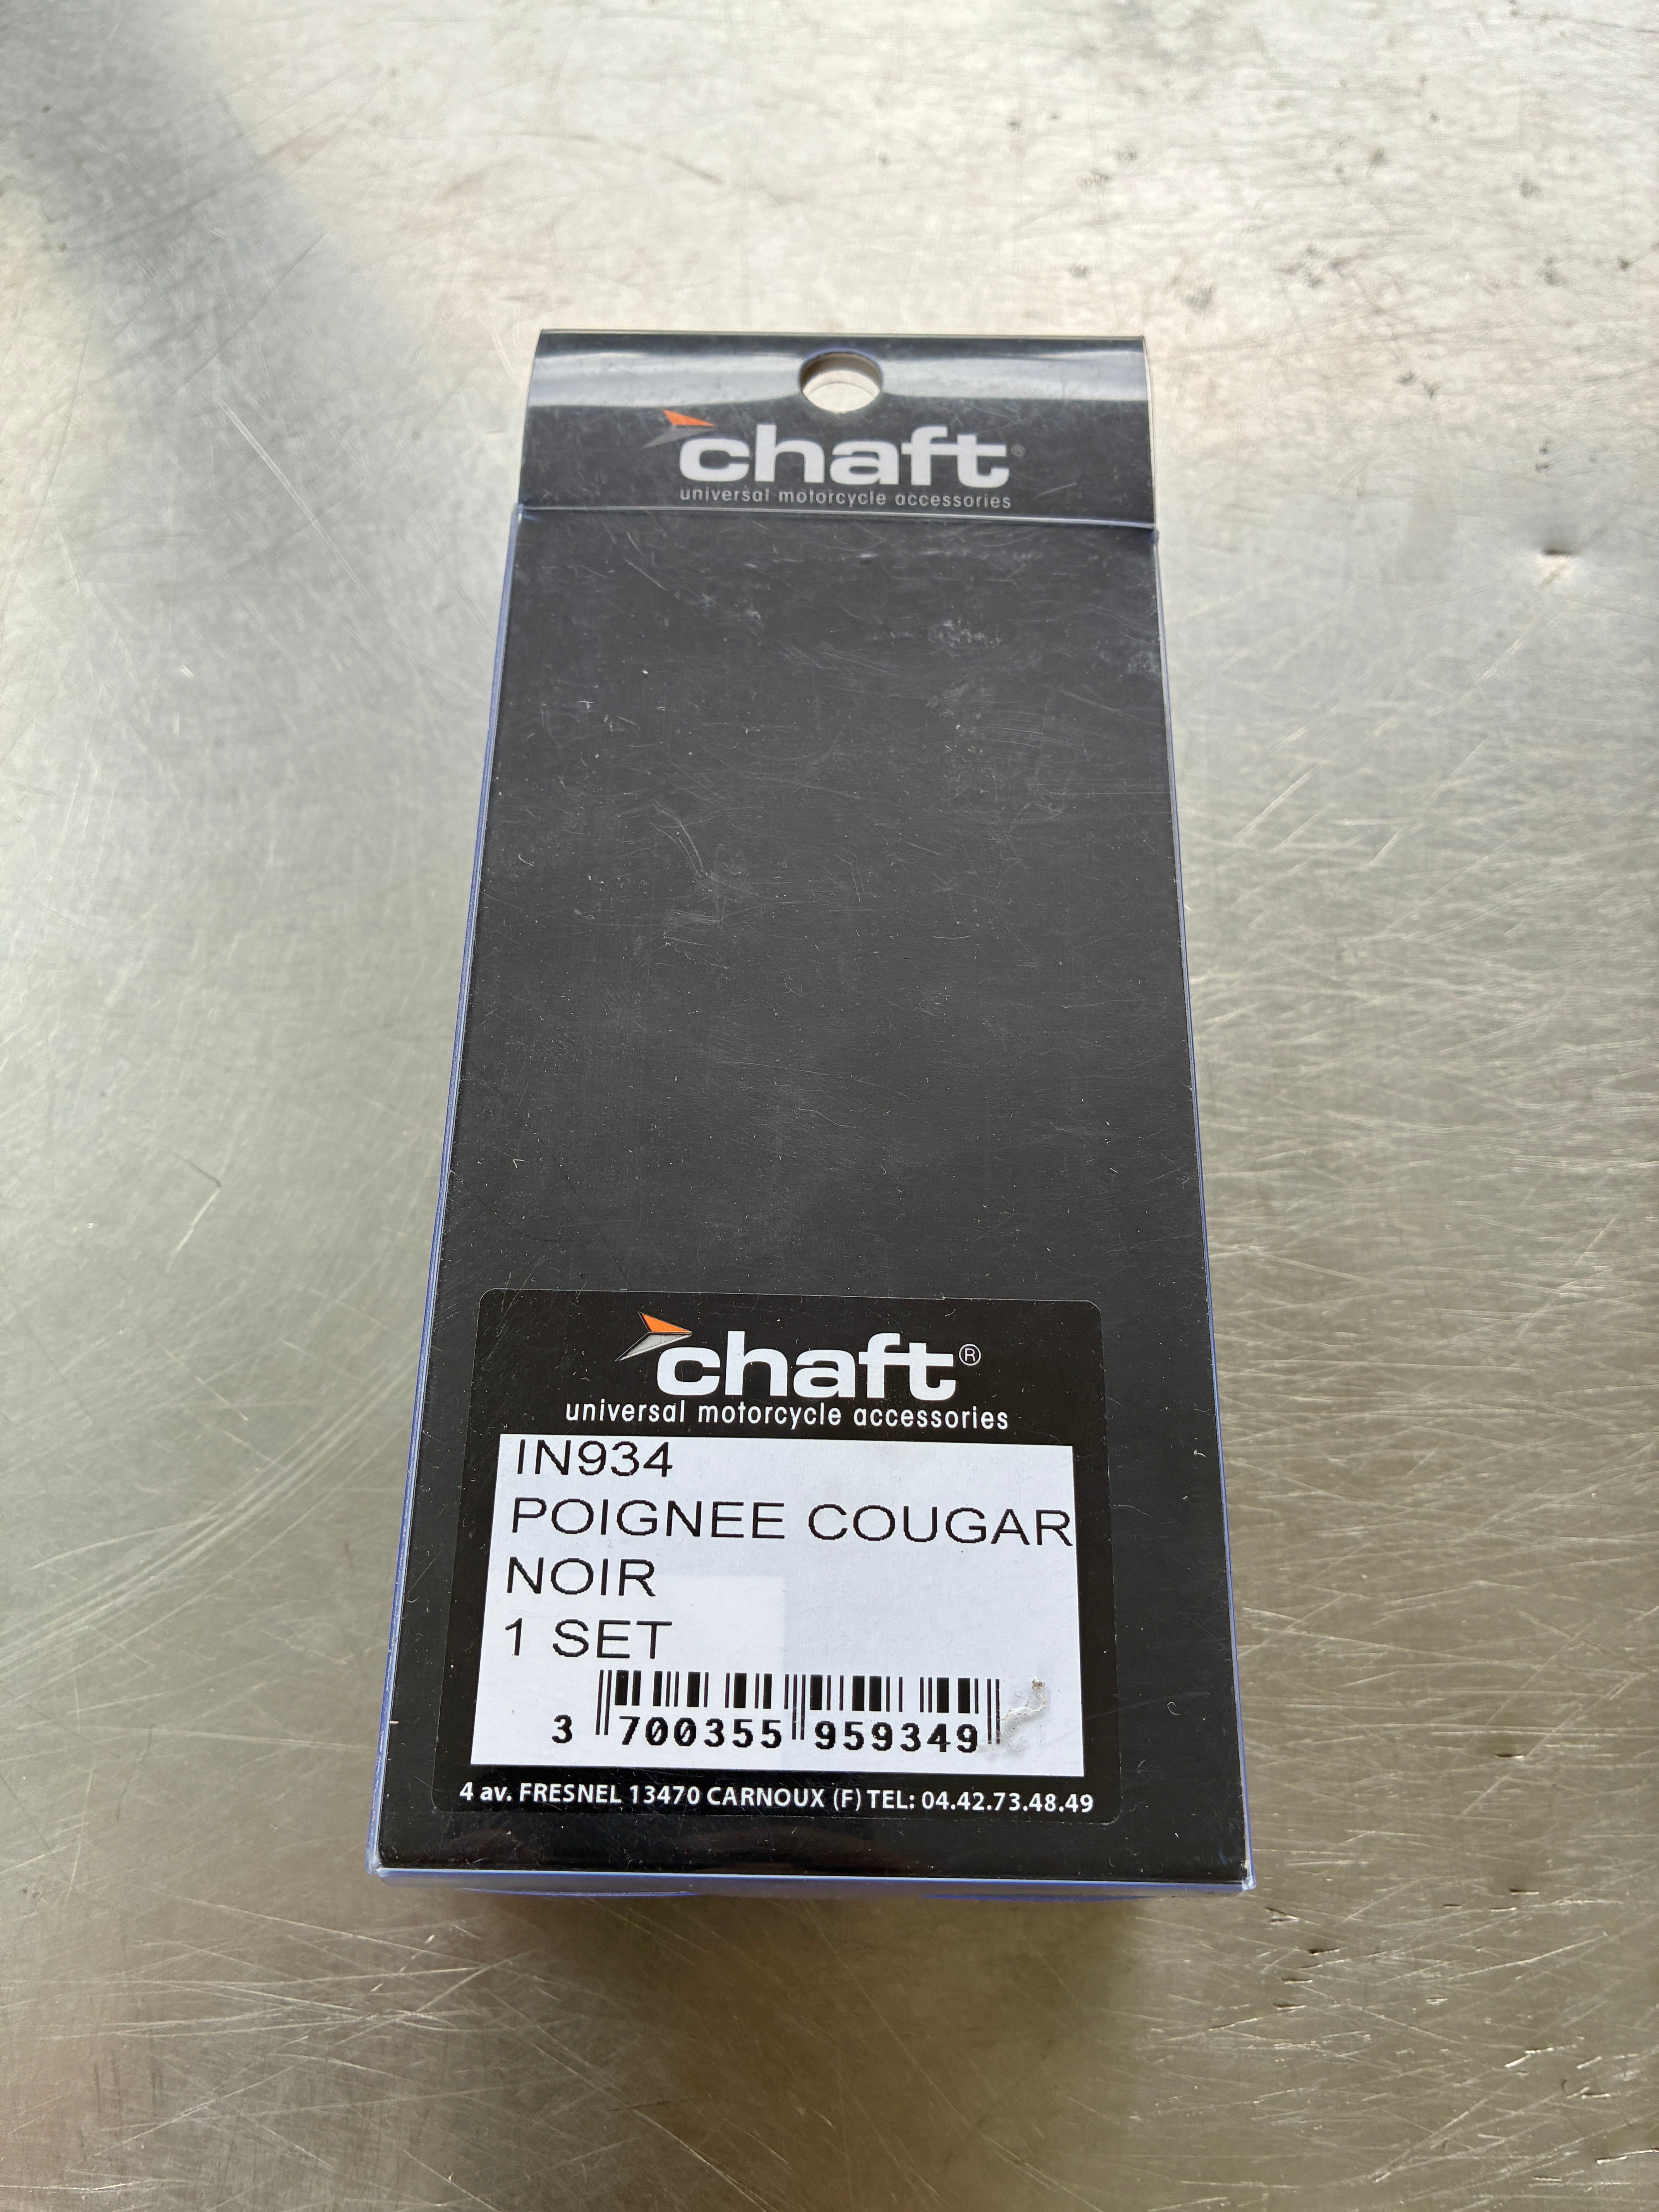 chaft®
universal motorcycle accessories
chaft®
universal motorcycle accessories
IN934
POIGNEE COUGAR
NOIR
1 SET
3 700355 959349
4 av. FRESNEL 13470 CARNOUX (F) TEL: 04.42.73.48.49